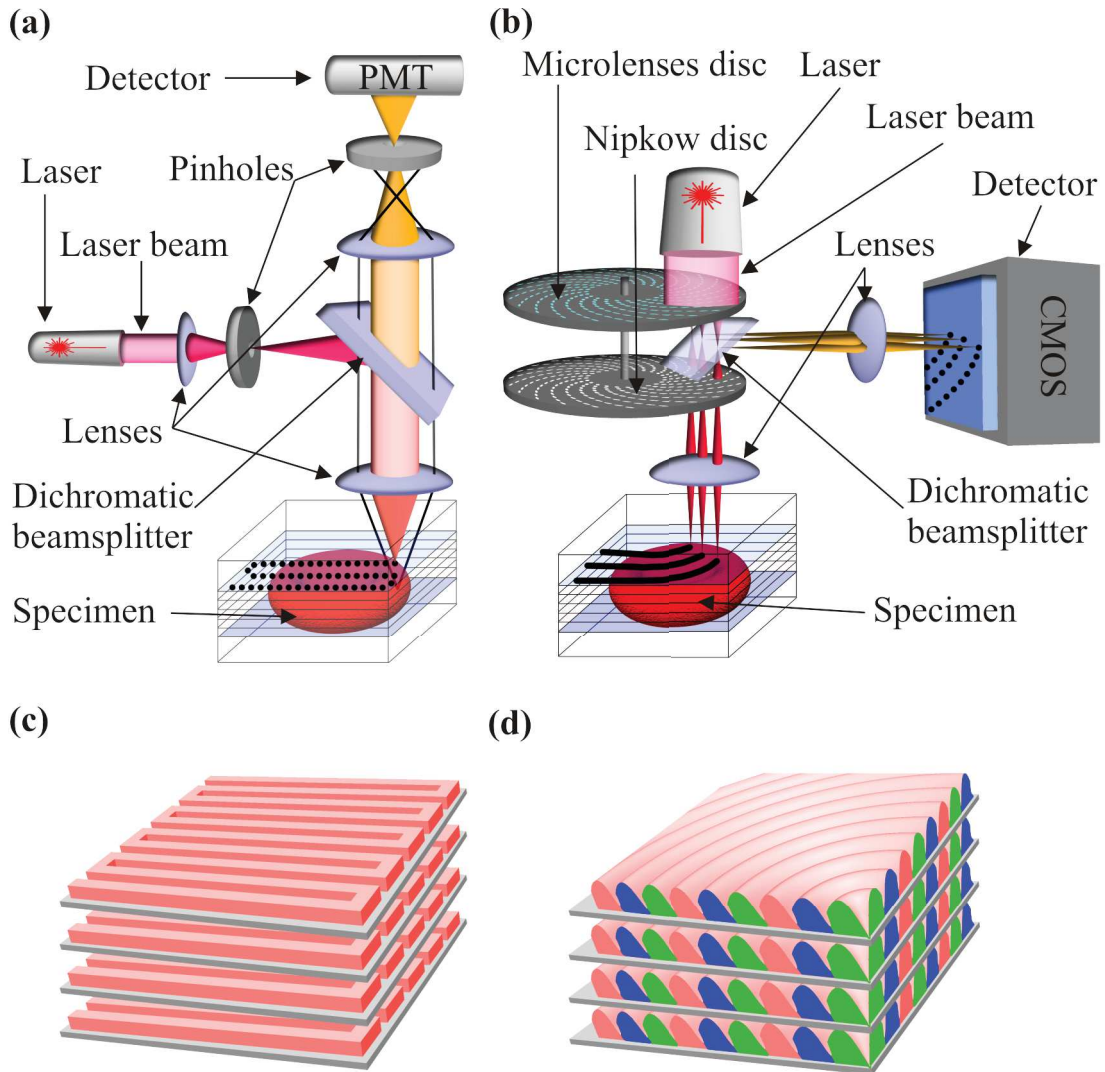 (a)
Detector
PMT
Pinholes
Laser
Laser beam
Lenses
Dichromatic
beamsplitter
Specimen
(b)
Microlenses disc
Laser
Nipkow disc
Laser beam
Detector
Lenses
CMOS
Dichromatic
beamsplitter
Specimen
(c)
(d)